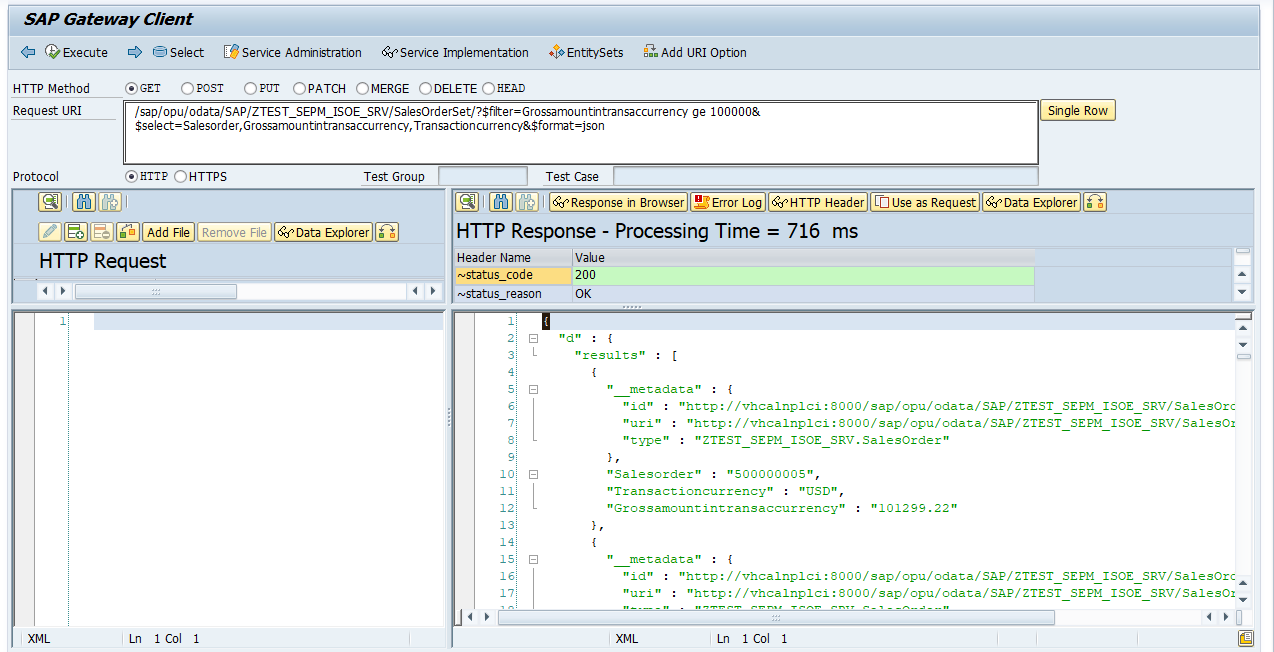 SAP Gateway Client
Execute Select Service Administration Service Implementation EntitySets Add URI Option
HTTP Method GET POST PUT PATCH MERGE DELETE HEAD
Request URI /sap/opu/odata/SAP/ZTEST_SEPM_ISOE_SRV/SalesOrderSet/?$filter=Grossamountintransaccurrency ge 100000&
$select=Salesorder,Grossamountintransaccurrency,Transactioncurrency&$format=json
Single Row
Protocol HTTP HTTPS Test Group Test Case
Response in Browser Error Log HTTP Header Use as Request Data Explorer
Add File Remove File Data Explorer
HTTP Response - Processing Time = 716 ms
HTTP Request
Header Name Value
~status_code 200
~status_reason OK
1
1 {
2 "d" : {
3 "results" : [
4 {
5 "__metadata" : {
6 "id" : "http://vhcalnplci:8000/sap/opu/odata/SAP/ZTEST_SEPM_ISOE_SRV/SalesOrd
7 "uri" : "http://vhcalnplci:8000/sap/opu/odata/SAP/ZTEST_SEPM_ISOE_SRV/SalesOr
8 "type" : "ZTEST_SEPM_ISOE_SRV.SalesOrder"
9 },
10 "Salesorder" : "500000005",
11 "Transactioncurrency" : "USD",
12 "Grossamountintransaccurrency" : "101299.22"
13 },
14 {
15 "__metadata" : {
16 "id" : "http://vhcalnplci:8000/sap/opu/odata/SAP/ZTEST_SEPM_ISOE_SRV/SalesOrd
17 "uri" : "http://vhcalnplci:8000/sap/opu/odata/SAP/ZTEST_SEPM_ISOE_SRV/SalesOr
18 "type" : "ZTEST_SEPM_ISOE_SRV.SalesOrder"
XML Ln 1 Col 1
XML Ln 1 Col 1